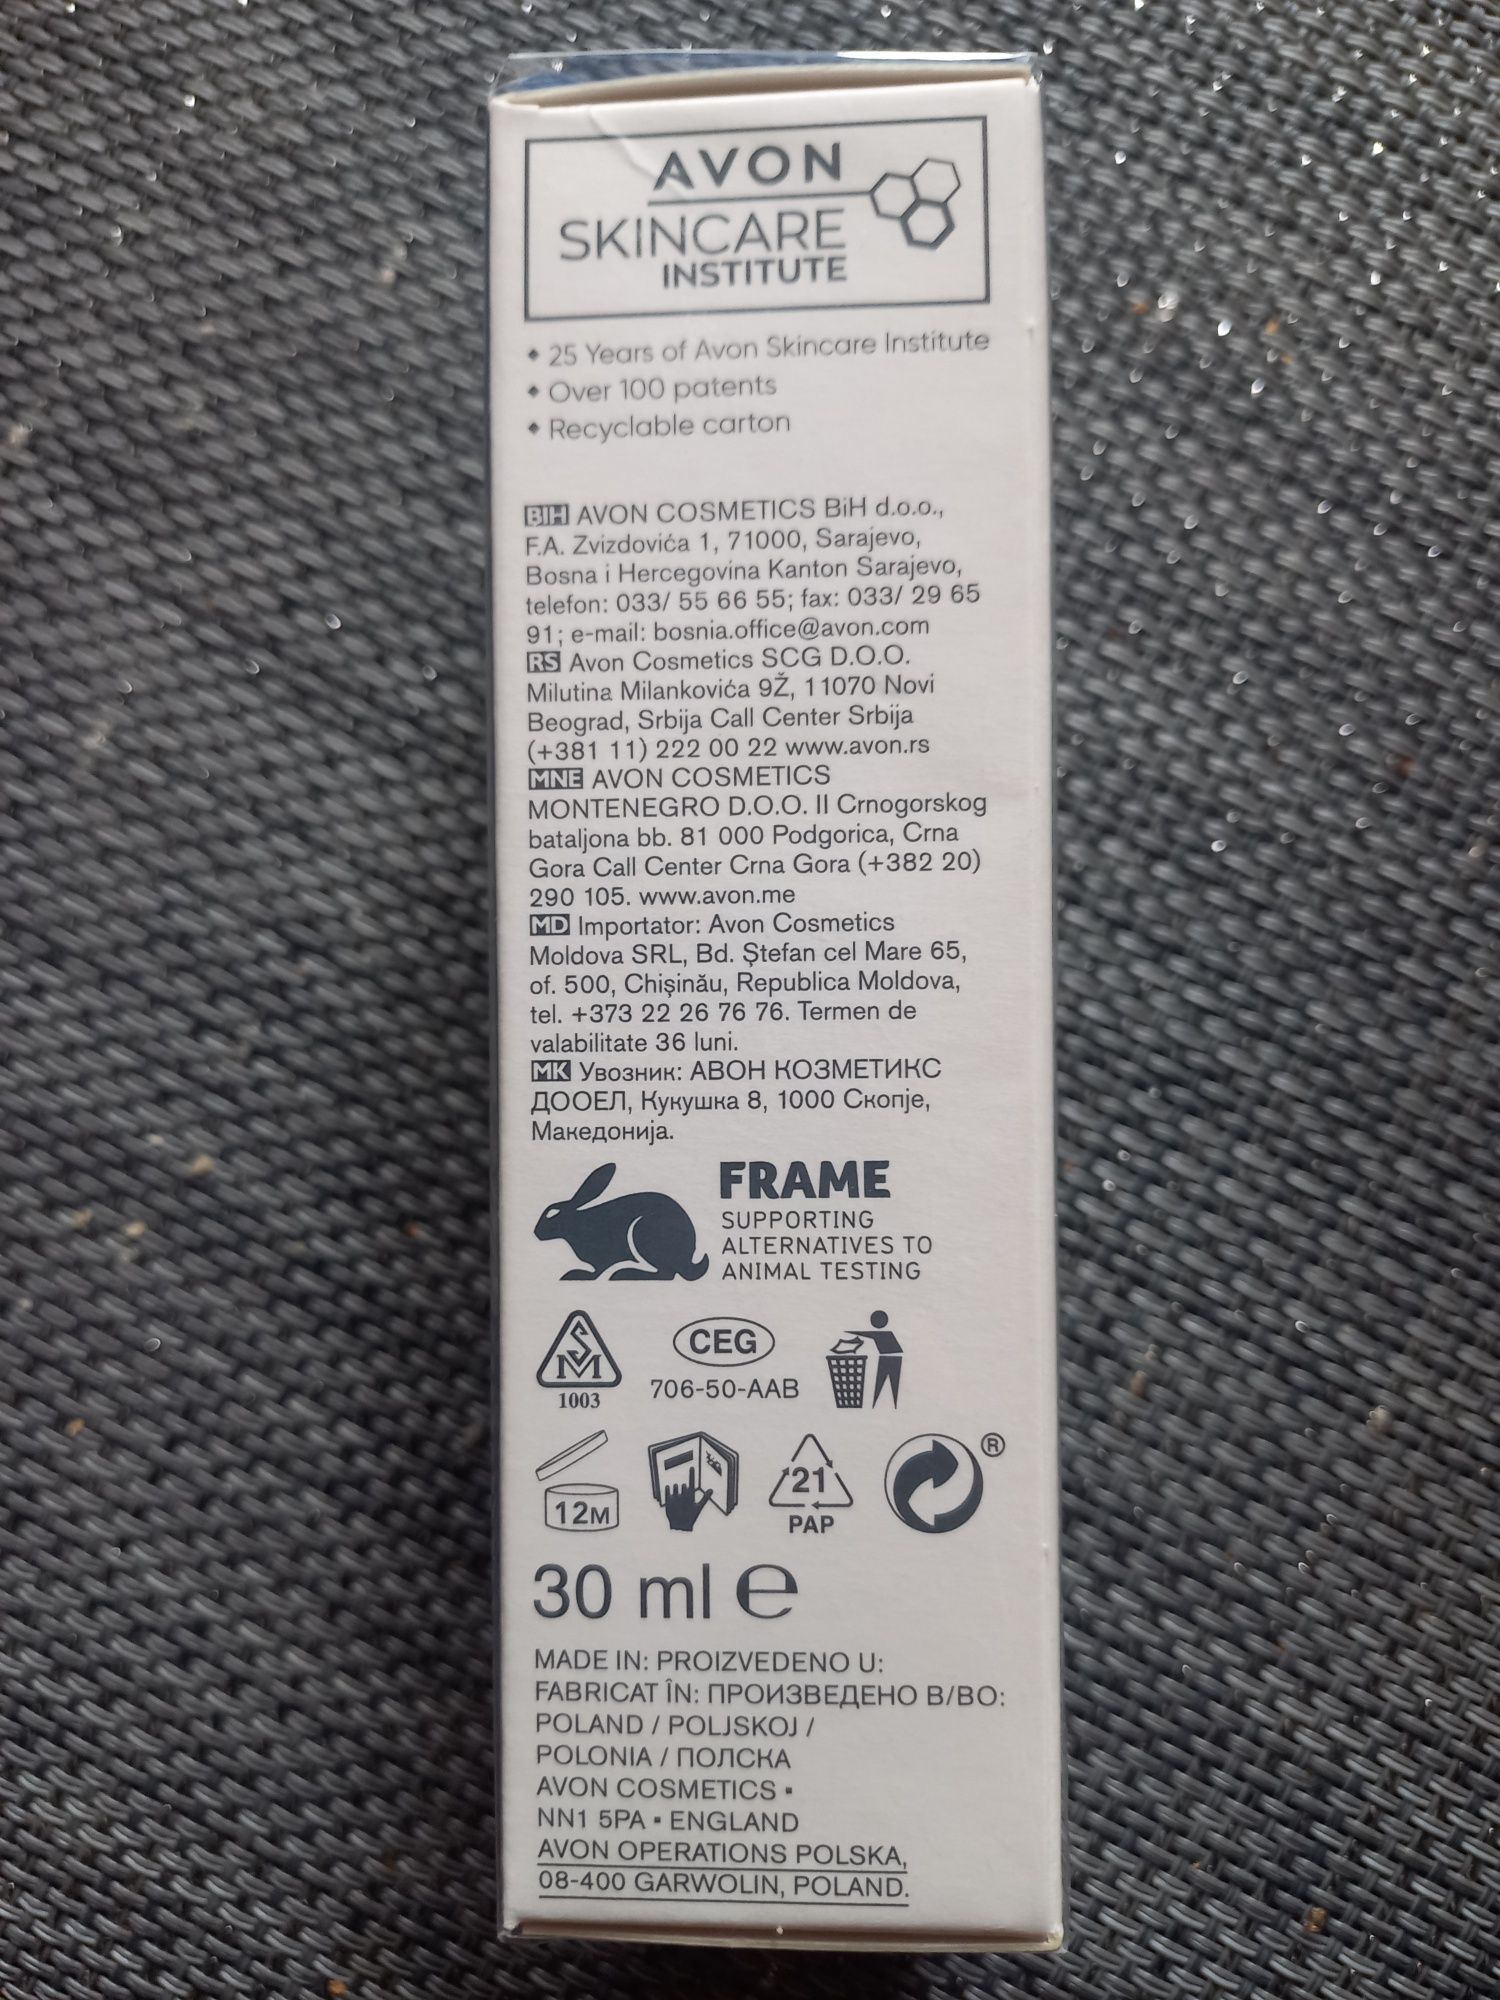 AVON
SKINCARE
INSTITUTE
• 25 Years of Avon Skincare Institute
• Over 100 patents
• Recyclable carton
BIH AVON COSMETICS BiH d.o.o.,
F.A. Zvizdovića 1, 71000, Sarajevo,
Bosna i Hercegovina Kanton Sarajevo,
telefon: 033/ 55 66 55; fax: 033/ 29 65
91; e-mail: bosnia.office@avon.com
RS Avon Cosmetics SCG D.O.O.
Milutina Milankovića 9Ž, 11070 Novi
Beograd, Srbija Call Center Srbija
(+381 11) 222 00 22 www.avon.rs
MNE AVON COSMETICS
MONTENEGRO D.O.O. II Crnogorskog
bataljona bb. 81 000 Podgorica, Crna
Gora Call Center Crna Gora (+382 20)
290 105. www.avon.me
MD Importator: Avon Cosmetics
Moldova SRL, Bd. Ştefan cel Mare 65,
of. 500, Chişinău, Republica Moldova,
tel. +373 22 26 76 76. Termen de
valabilitate 36 luni.
MK Увозник: АВОН КОЗМЕТИКС
ДООЕЛ, Кукушка 8, 1000 Скопје,
Македонија.
FRAME
SUPPORTING
ALTERNATIVES TO
ANIMAL TESTING
SM
1003
CEG
706-50-AAB
12M
21
PAP
®
30 ml ℮
MADE IN: PROIZVEDENO U:
FABRICAT ÎN: ПРОИЗВЕДЕНО В/ВО:
POLAND / POLJSKOJ /
POLONIA / ПОЛСКА
AVON COSMETICS ▪
NN1 5PA ▪ ENGLAND
AVON OPERATIONS POLSKA,
08-400 GARWOLIN, POLAND.